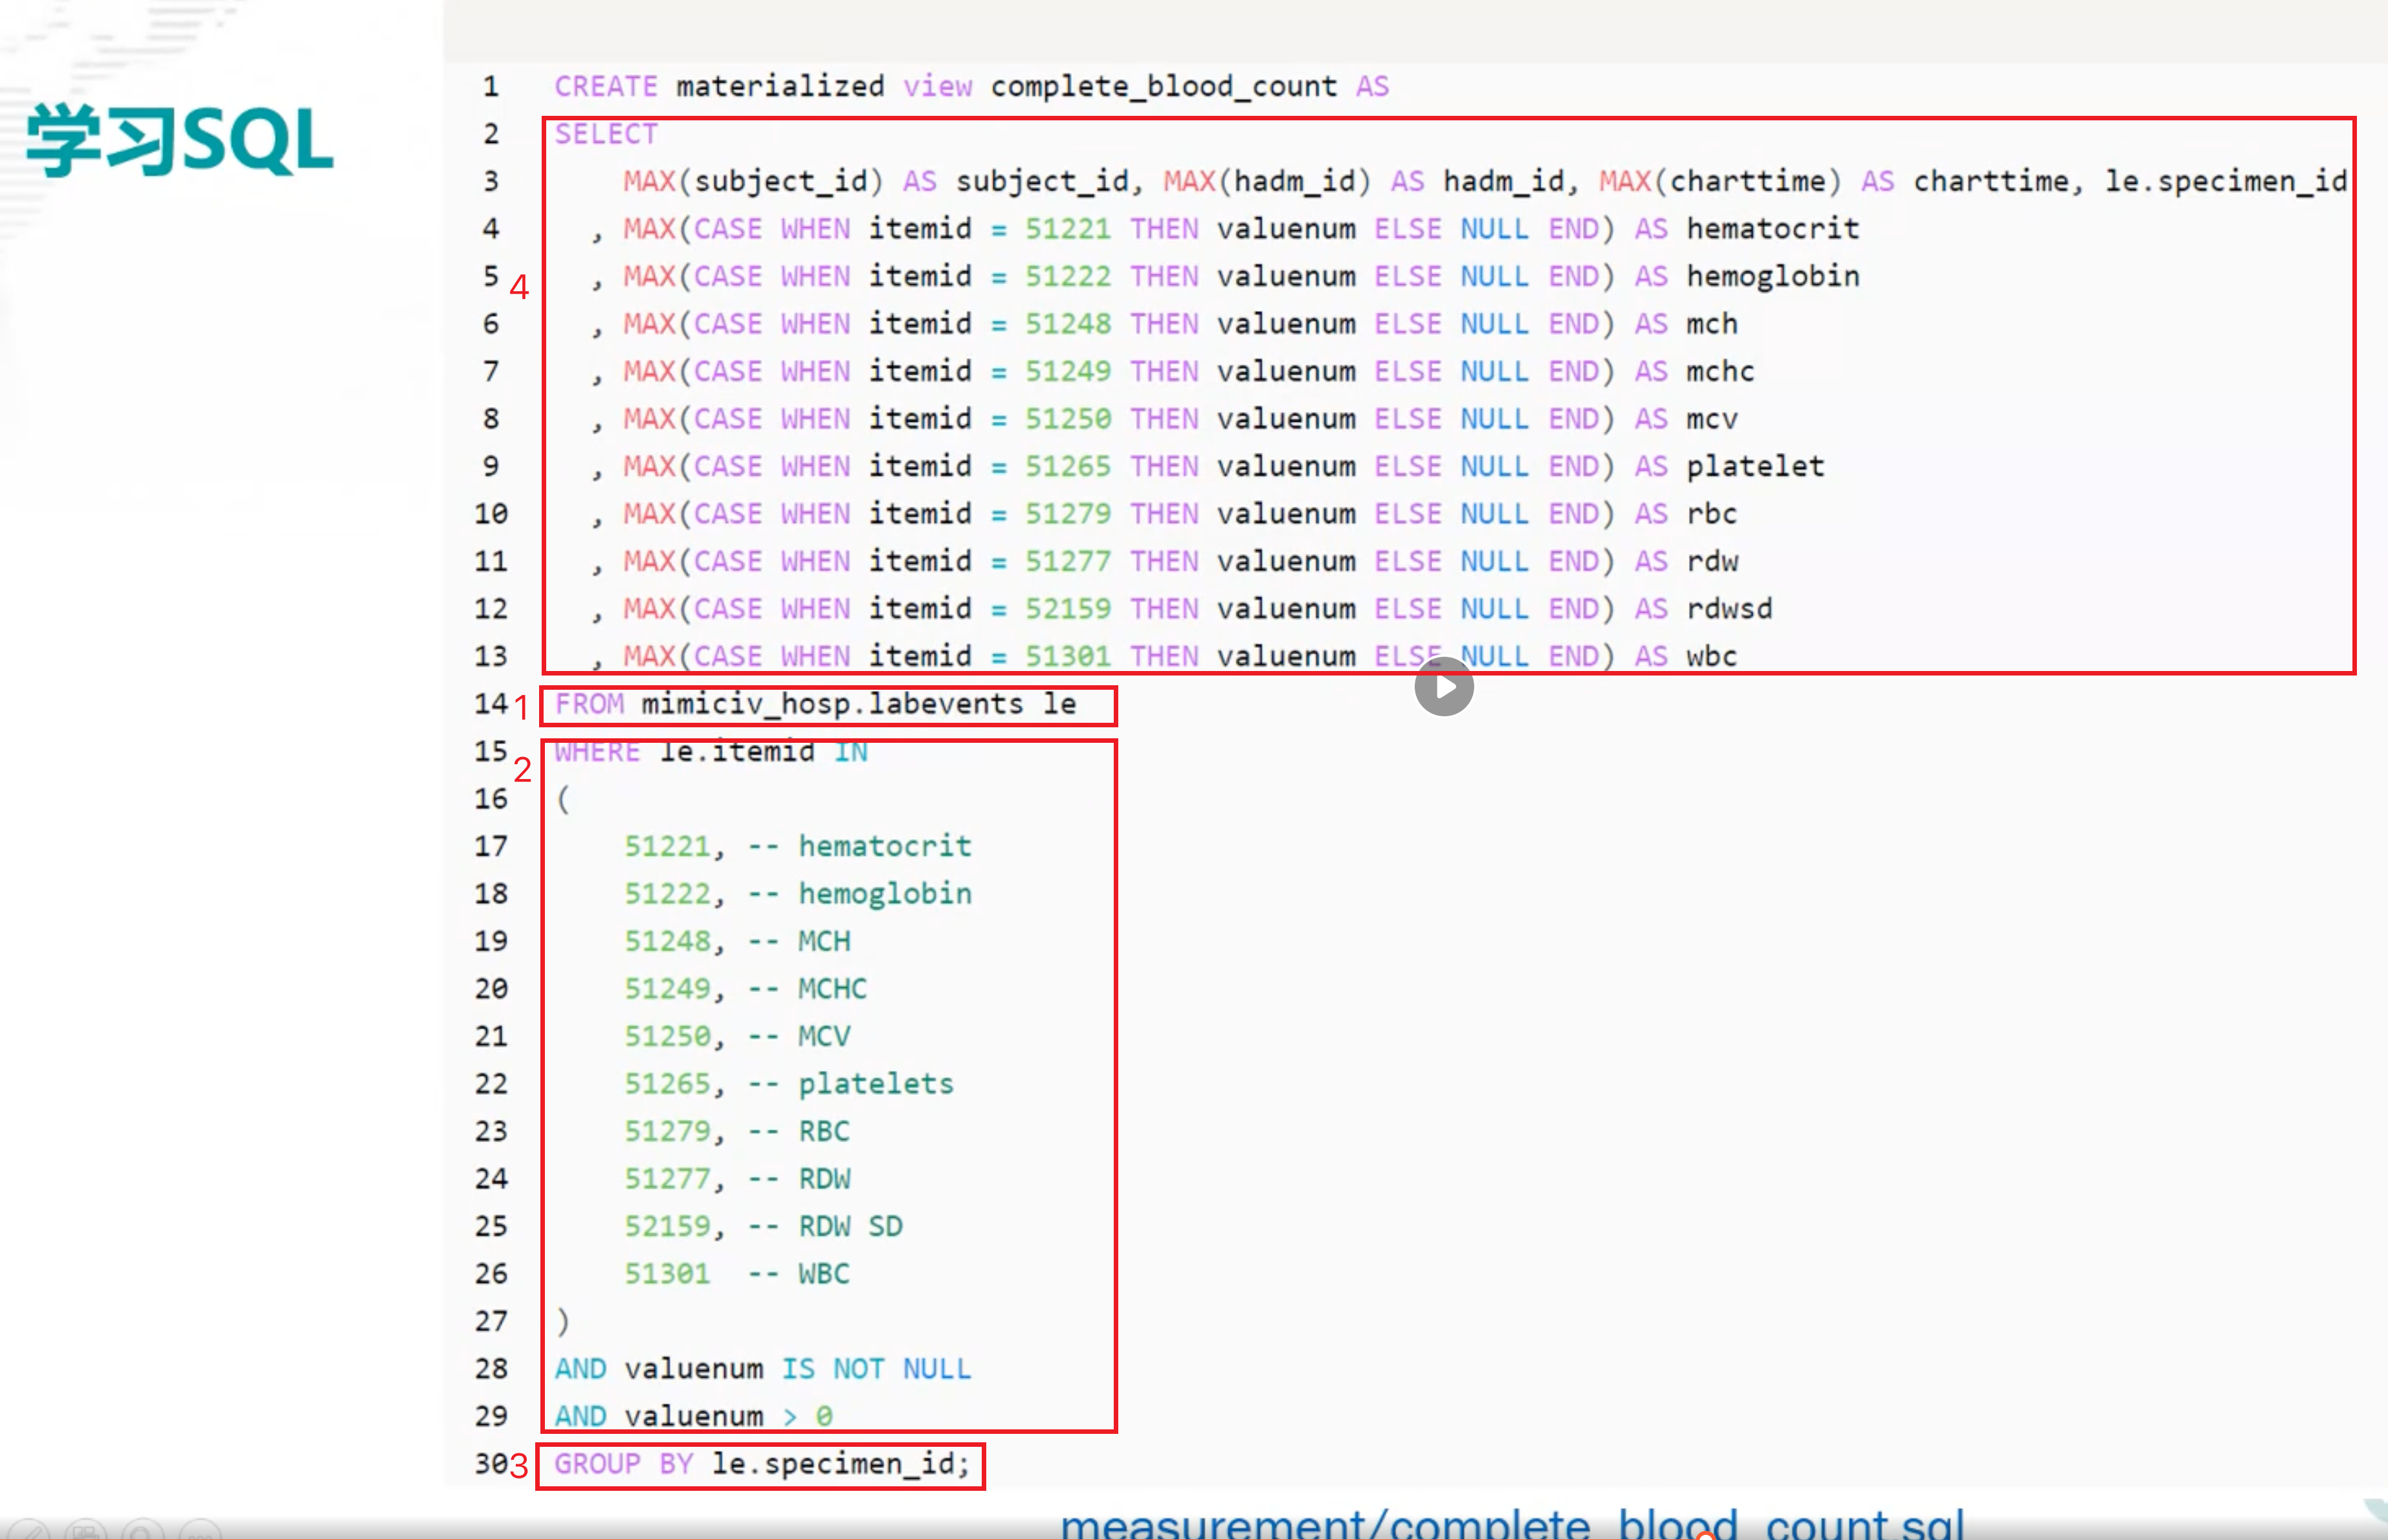 学习SQL
1 CREATE materialized view complete_blood_count AS
2 SELECT
3 MAX(subject_id) AS subject_id, MAX(hadm_id) AS hadm_id, MAX(charttime) AS charttime, le.specimen_id
4 , MAX(CASE WHEN itemid = 51221 THEN valuenum ELSE NULL END) AS hematocrit
5 , MAX(CASE WHEN itemid = 51222 THEN valuenum ELSE NULL END) AS hemoglobin
4
6 , MAX(CASE WHEN itemid = 51248 THEN valuenum ELSE NULL END) AS mch
7 , MAX(CASE WHEN itemid = 51249 THEN valuenum ELSE NULL END) AS mchc
8 , MAX(CASE WHEN itemid = 51250 THEN valuenum ELSE NULL END) AS mcv
9 , MAX(CASE WHEN itemid = 51265 THEN valuenum ELSE NULL END) AS platelet
10 , MAX(CASE WHEN itemid = 51279 THEN valuenum ELSE NULL END) AS rbc
11 , MAX(CASE WHEN itemid = 51277 THEN valuenum ELSE NULL END) AS rdw
12 , MAX(CASE WHEN itemid = 52159 THEN valuenum ELSE NULL END) AS rdwsd
13 , MAX(CASE WHEN itemid = 51301 THEN valuenum ELSE NULL END) AS wbc
14 1 FROM mimiciv_hosp.labevents le
15 WHERE le.itemid IN
2
16 (
17 51221, -- hematocrit
18 51222, -- hemoglobin
19 51248, -- MCH
20 51249, -- MCHC
21 51250, -- MCV
22 51265, -- platelets
23 51279, -- RBC
24 51277, -- RDW
25 52159, -- RDW SD
26 51301 -- WBC
27 )
28 AND valuenum IS NOT NULL
29 AND valuenum > 0
30 3 GROUP BY le.specimen_id;
measurement/complete_blood_count.sql